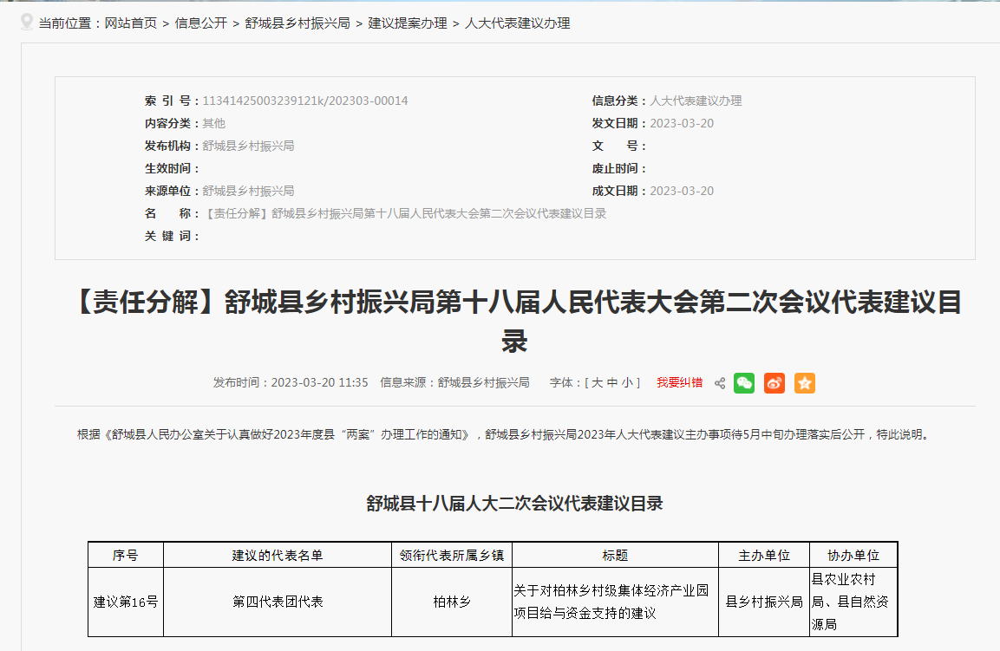 当前位置：网站首页 > 信息公开 > 舒城县乡村振兴局 > 建议提案办理 > 人大代表建议办理
索 引 号：11341425003239121k/202303-00014
信息分类：人大代表建议办理
内容分类：其他
发文日期：2023-03-20
发布机构：舒城县乡村振兴局
文 号：
生效时间：
废止时间：
来源单位：舒城县乡村振兴局
成文日期：2023-03-20
名 称：【责任分解】舒城县乡村振兴局第十八届人民代表大会第二次会议代表建议目录
关 键 词：
【责任分解】舒城县乡村振兴局第十八届人民代表大会第二次会议代表建议目
录
发布时间：2023-03-20 11:35 信息来源：舒城县乡村振兴局 字体：[ 大 中 小 ] 我要纠错
根据《舒城县人民办公室关于认真做好2023年度县“两案”办理工作的通知》，舒城县乡村振兴局2023年人大代表建议主办事项待5月中旬办理落实后公开，特此说明。
舒城县十八届人大二次会议代表建议目录
序号 建议的代表名单 领衔代表所属乡镇 标题 主办单位 协办单位
建议第16号
第四代表团代表
柏林乡
关于对柏林乡村级集体经济产业园
项目给与资金支持的建议
县乡村振兴局
县农业农村
局、县自然资
源局